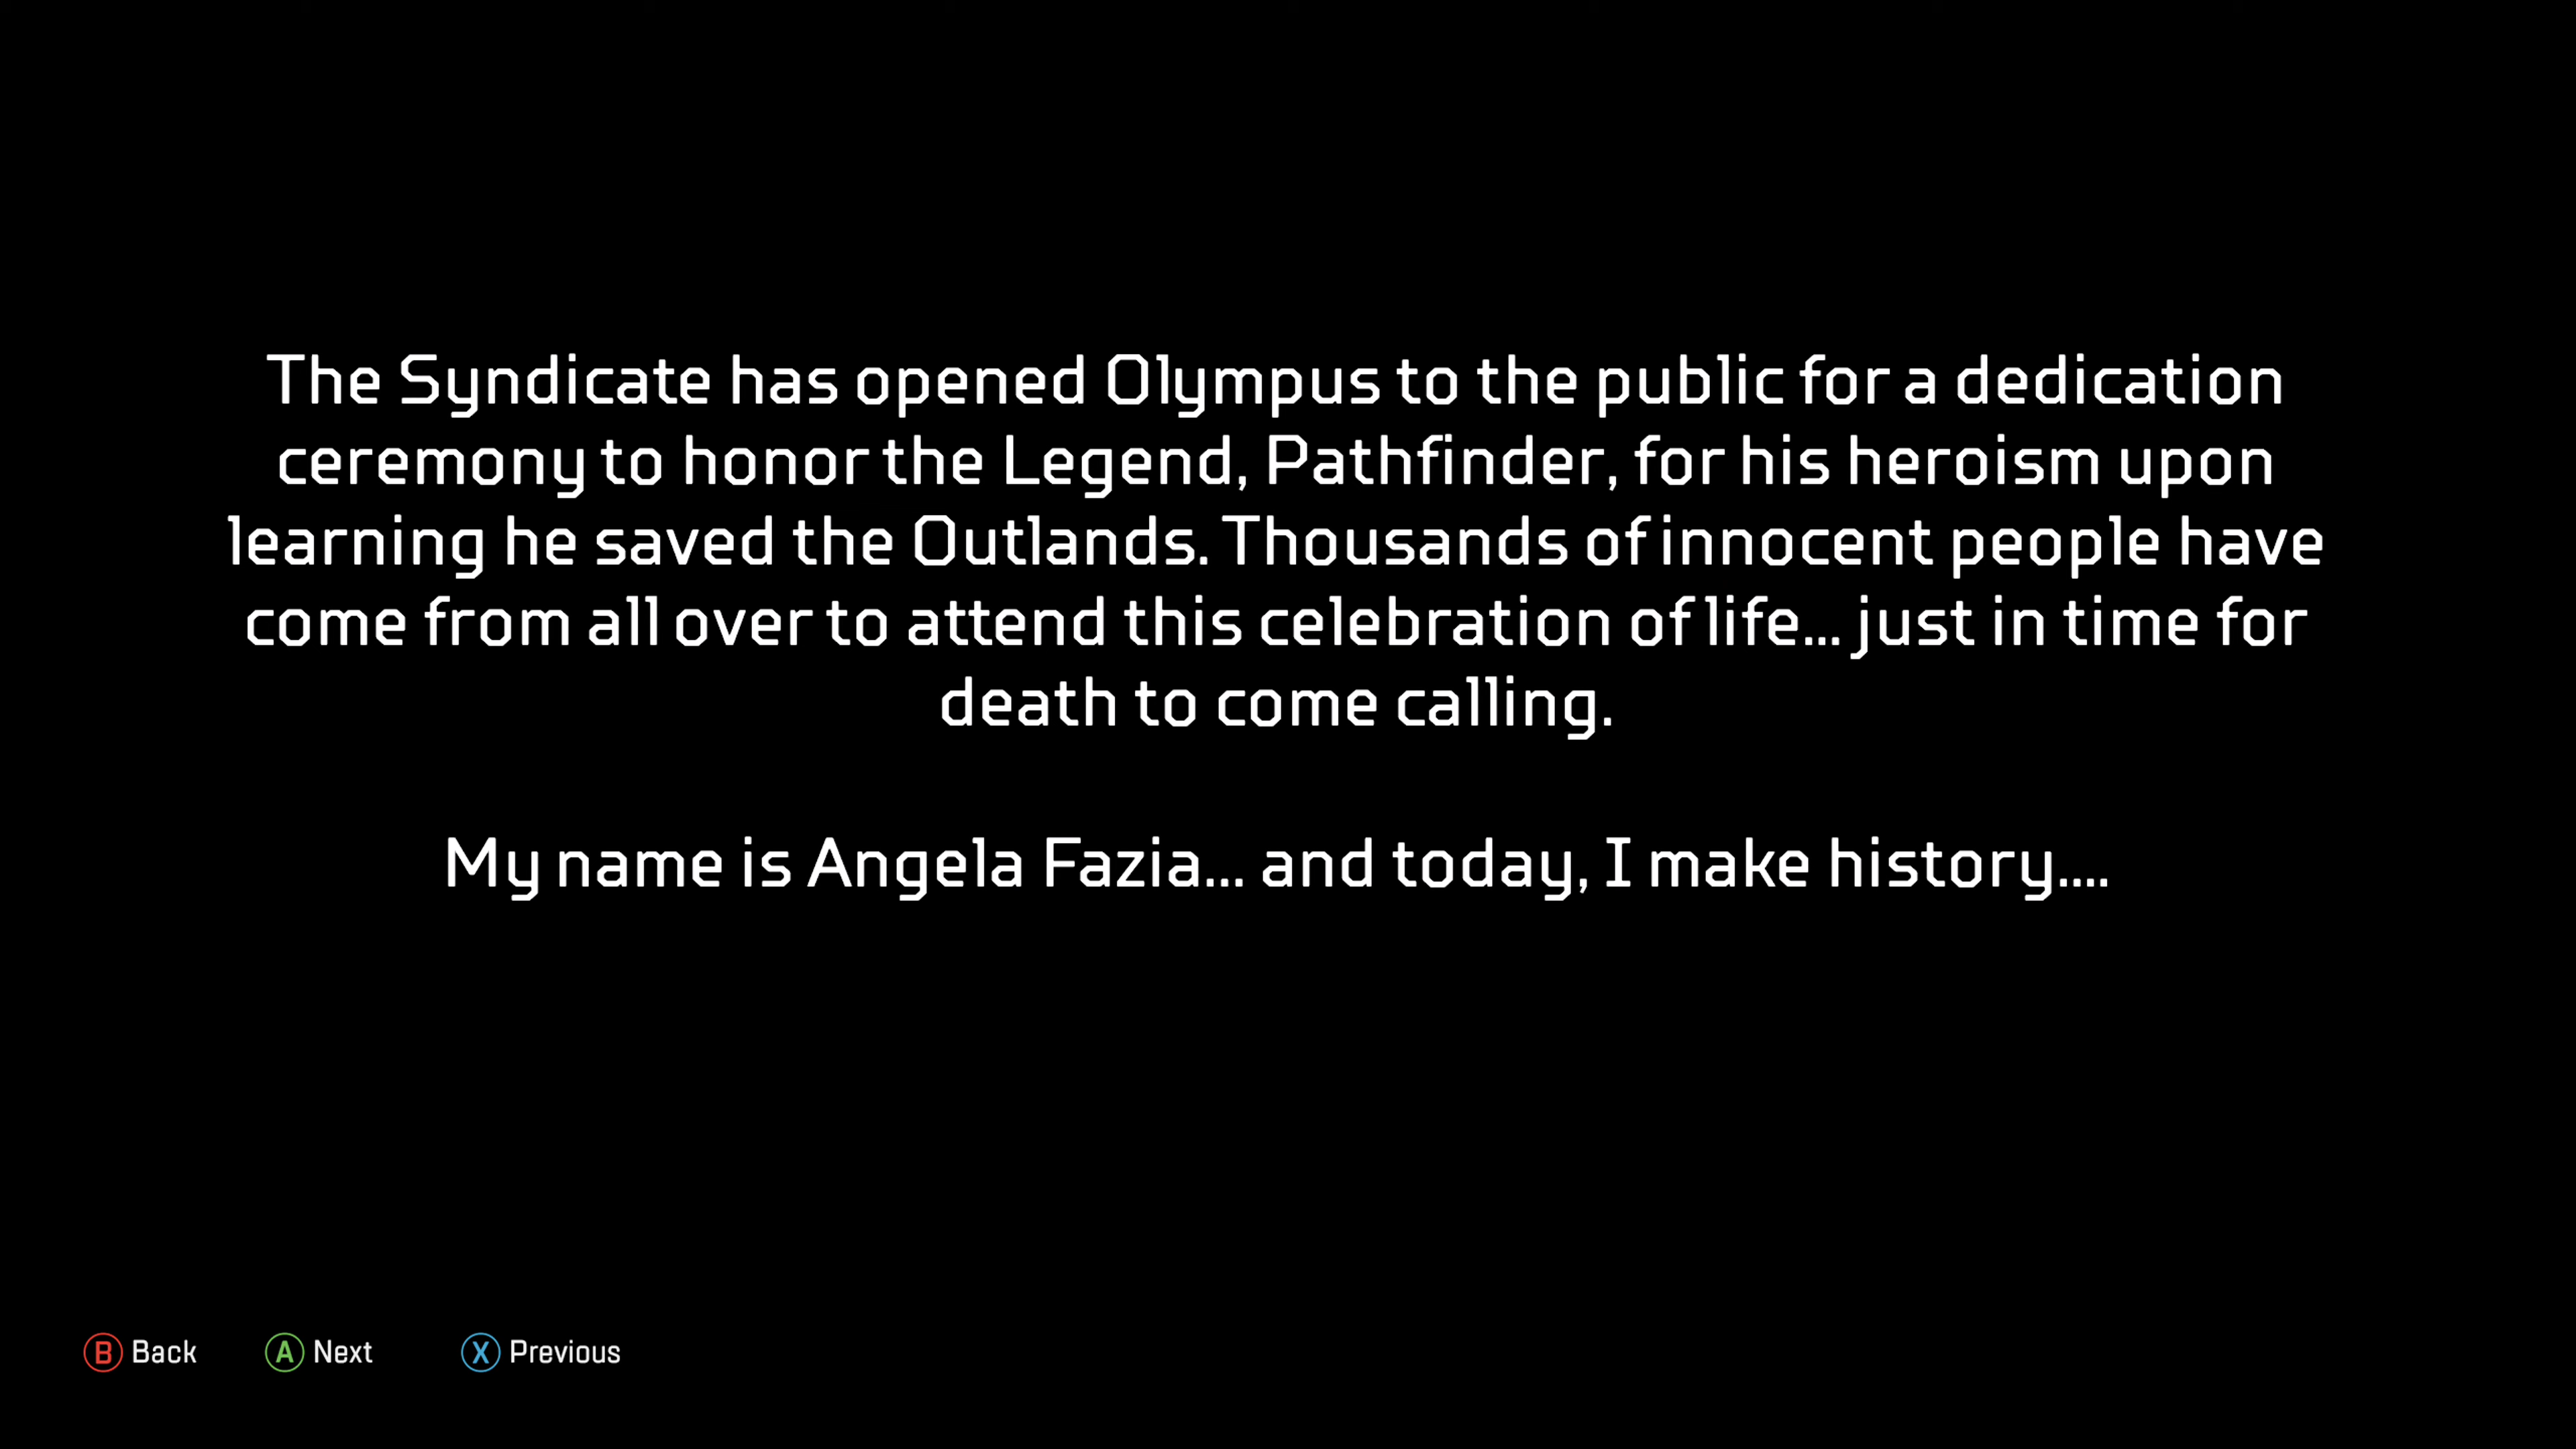 The Syndicate has opened Olympus to the public for a dedication
ceremony to honor the Legend, Pathfinder, for his heroism upon
learning he saved the Outlands. Thousands of innocent people have
come from all over to attend this celebration of life... just in time for
death to come calling.
My name is Angela Fazia... and today, I make history....
B Back A Next X Previous